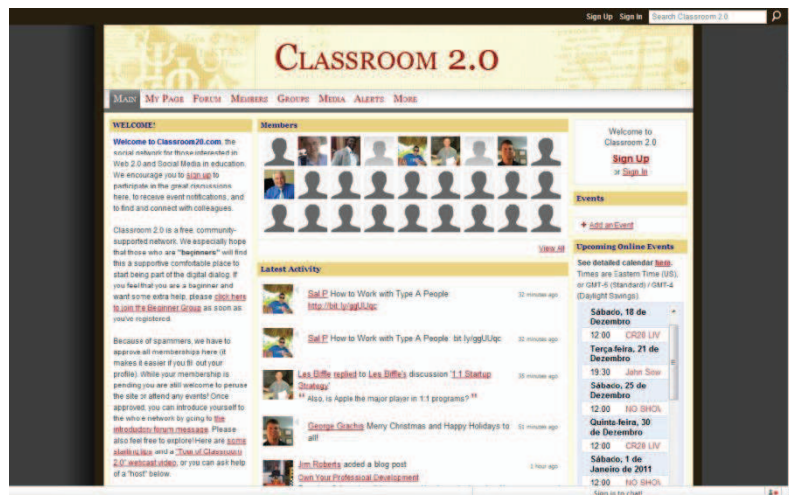 Sign Up Sign In Search Classroom 2.0
CLASSROOM 2.0
MAIN MY PAGE FORUM MEMBERS GROUPS MEDIA ALERTS MORE
WELCOME!
Welcome to Classroom20.com, the
social network for those interested in
Web 2.0 and Social Media in education.
We encourage you to sign up to
participate in the great discussions
here, to receive event notifications, and
to find and connect with colleagues.
Classroom 2.0 is a free, community-
supported network. We especially hope
that those who are "beginners" will find
this a supportive comfortable place to
start being part of the digital dialog. If
you feel that you are a beginner and
want some extra help, please click here
to join the Beginner Group as soon as
you've registered.
Because of spammers, we have to
approve all memberships here (it
makes it easier if you fill out your
profile). While your membership is
pending you are still welcome to peruse
the site or attend any events! Once
approved, you can introduce yourself to
the whole network by going to the
introductory forum message. Please
also feel free to explore! Here are some
starting tips and a "Tour of Classroom
2.0" webcast video, or you can ask help
of a "host" below.
Members
View All
Latest Activity
Sal P How to Work with Type A People
http://bit.ly/ggUUqc
32 minutes ago
Sal P How to Work with Type A People: bit.ly/ggUUqc
32 minutes ago
Les Biffle replied to Les Biffle's discussion '1:1 Startup
Strategy'
" Also, is Apple the major player in 1:1 programs? "
35 minutes ago
George Grachis Merry Christmas and Happy Holidays to
all!
51 minutes ago
Jim Roberts added a blog post
Own Your Professional Development
1 hour ago
Welcome to
Classroom 2.0
Sign Up
or Sign In
Events
+ Add an Event
Upcoming Online Events
See detailed calendar here.
Times are Eastern Time (US),
or GMT-5 (Standard) / GMT-4
(Daylight Savings).
Sábado, 18 de
Dezembro
12:00 CR20 LIV
Terça-feira, 21 de
Dezembro
19:30 John Sow
Sábado, 25 de
Dezembro
12:00 NO SHOW
Quinta-feira, 30
de Dezembro
12:00 CR20 LIV
Sábado, 1 de
Janeiro de 2011
12:00 NO SHOW
Sign in to chat!